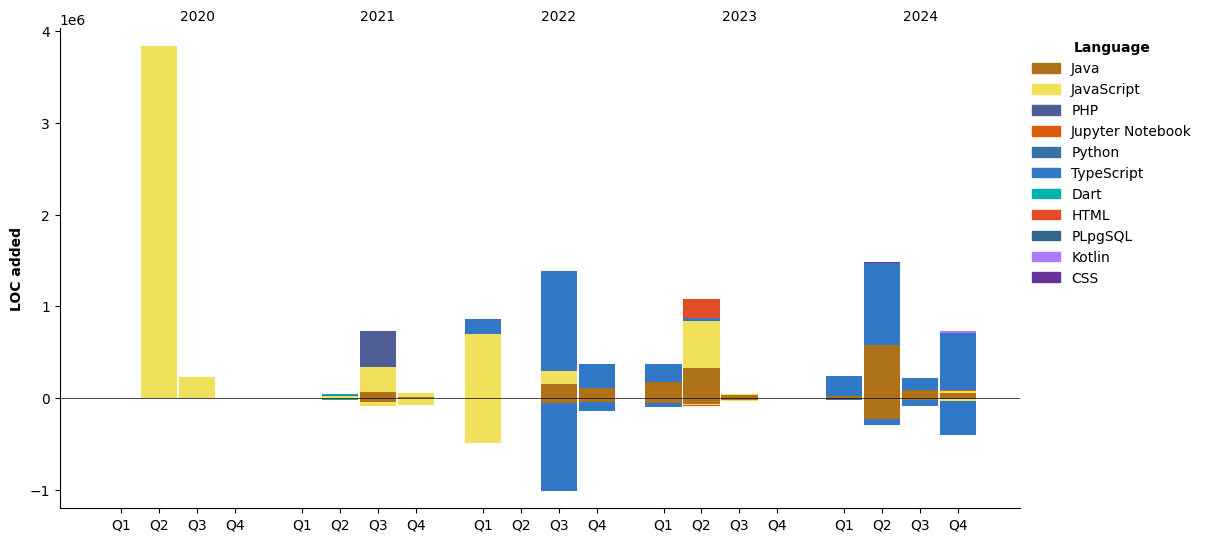 2020 2021 2022 2023 2024
1e6
4
3
2
1
0
−1
LOC added
Q1 Q2 Q3 Q4 Q1 Q2 Q3 Q4 Q1 Q2 Q3 Q4 Q1 Q2 Q3 Q4 Q1 Q2 Q3 Q4
Language
Java
JavaScript
PHP
Jupyter Notebook
Python
TypeScript
Dart
HTML
PLpgSQL
Kotlin
CSS